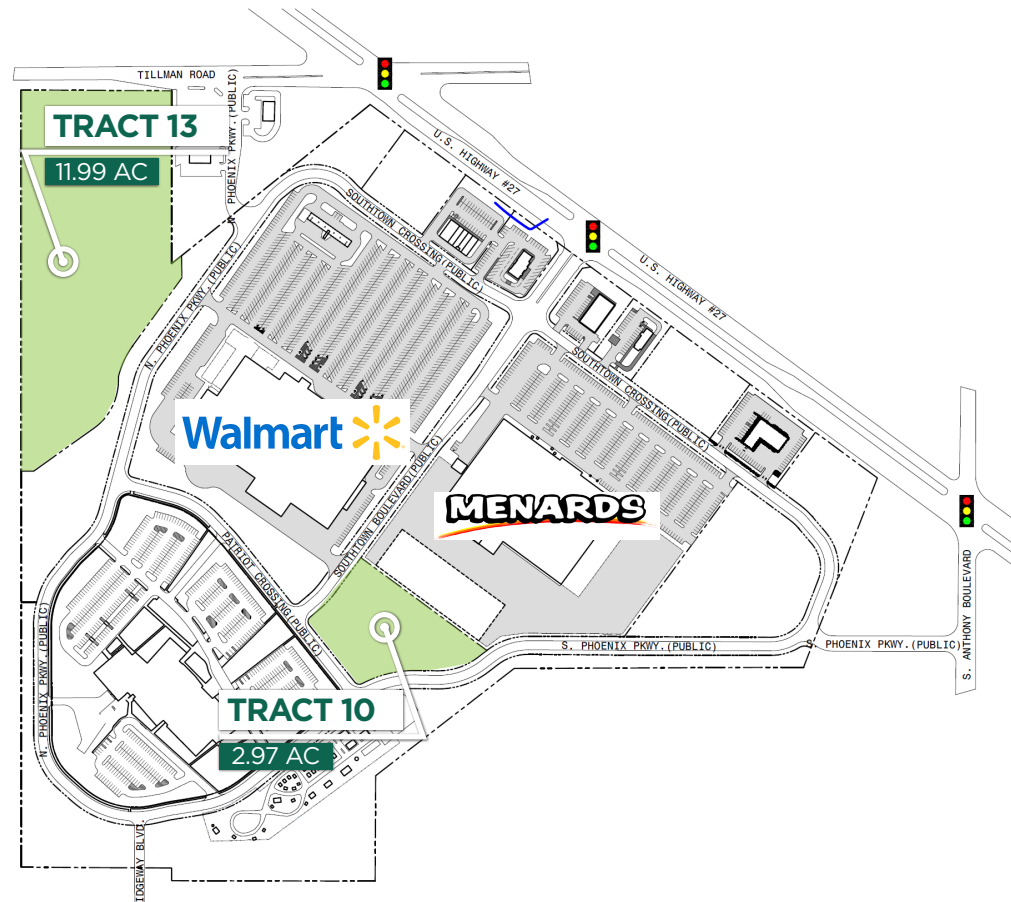 TILLMAN ROAD
N. PHOENIX PKWY.(PUBLIC)
TRACT 13
11.99 AC
U.S. HIGHWAY #27
SOUTHTOWN CROSSING(PUBLIC)
N. PHOENIX PKWY.(PUBLIC)
U.S. HIGHWAY #27
SOUTHTOWN CROSSING(PUBLIC)
Walmart
SOUTHTOWN BOULEVARD(PUBLIC)
MENARDS
PATRIOT CROSSING(PUBLIC)
N. PHOENIX PKWY.(PUBLIC)
S. PHOENIX PKWY.(PUBLIC)
S. PHOENIX PKWY.(PUBLIC)
S. ANTHONY BOULEVARD
TRACT 10
2.97 AC
IDGEWAY BLVD.